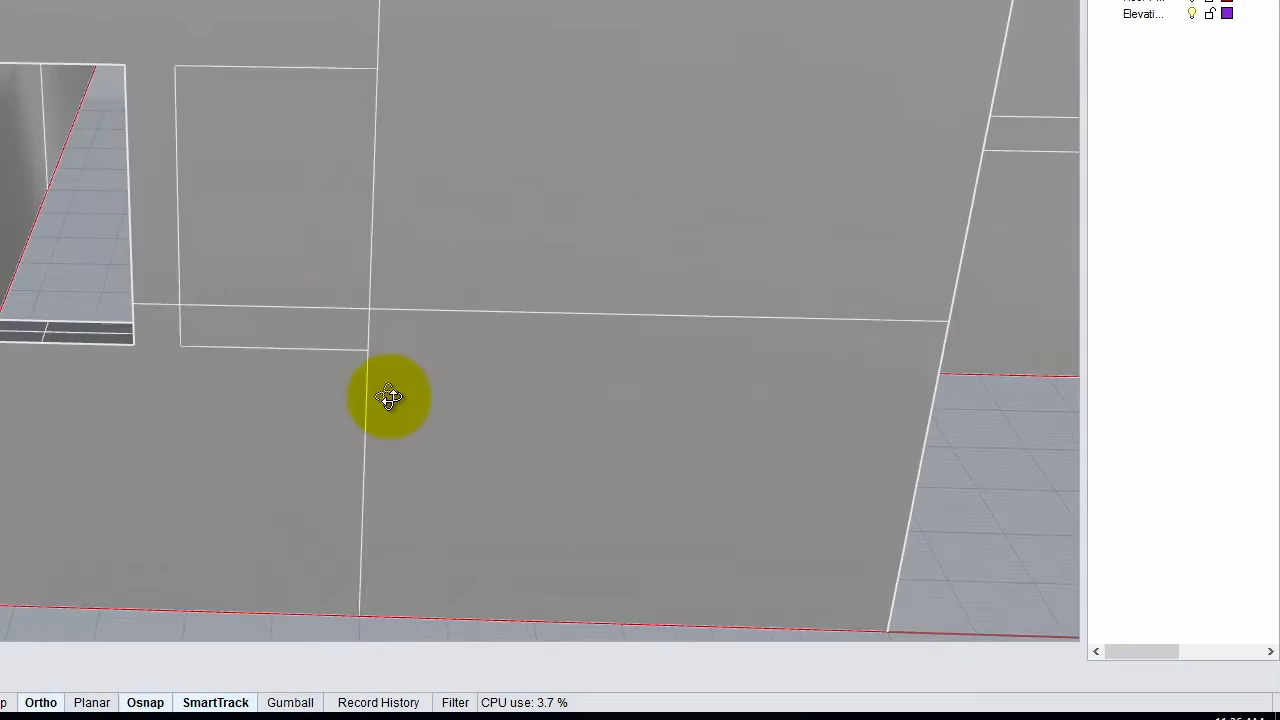 Elevati...
p Ortho Planar Osnap SmartTrack Gumball Record History Filter CPU use: 3.7 %